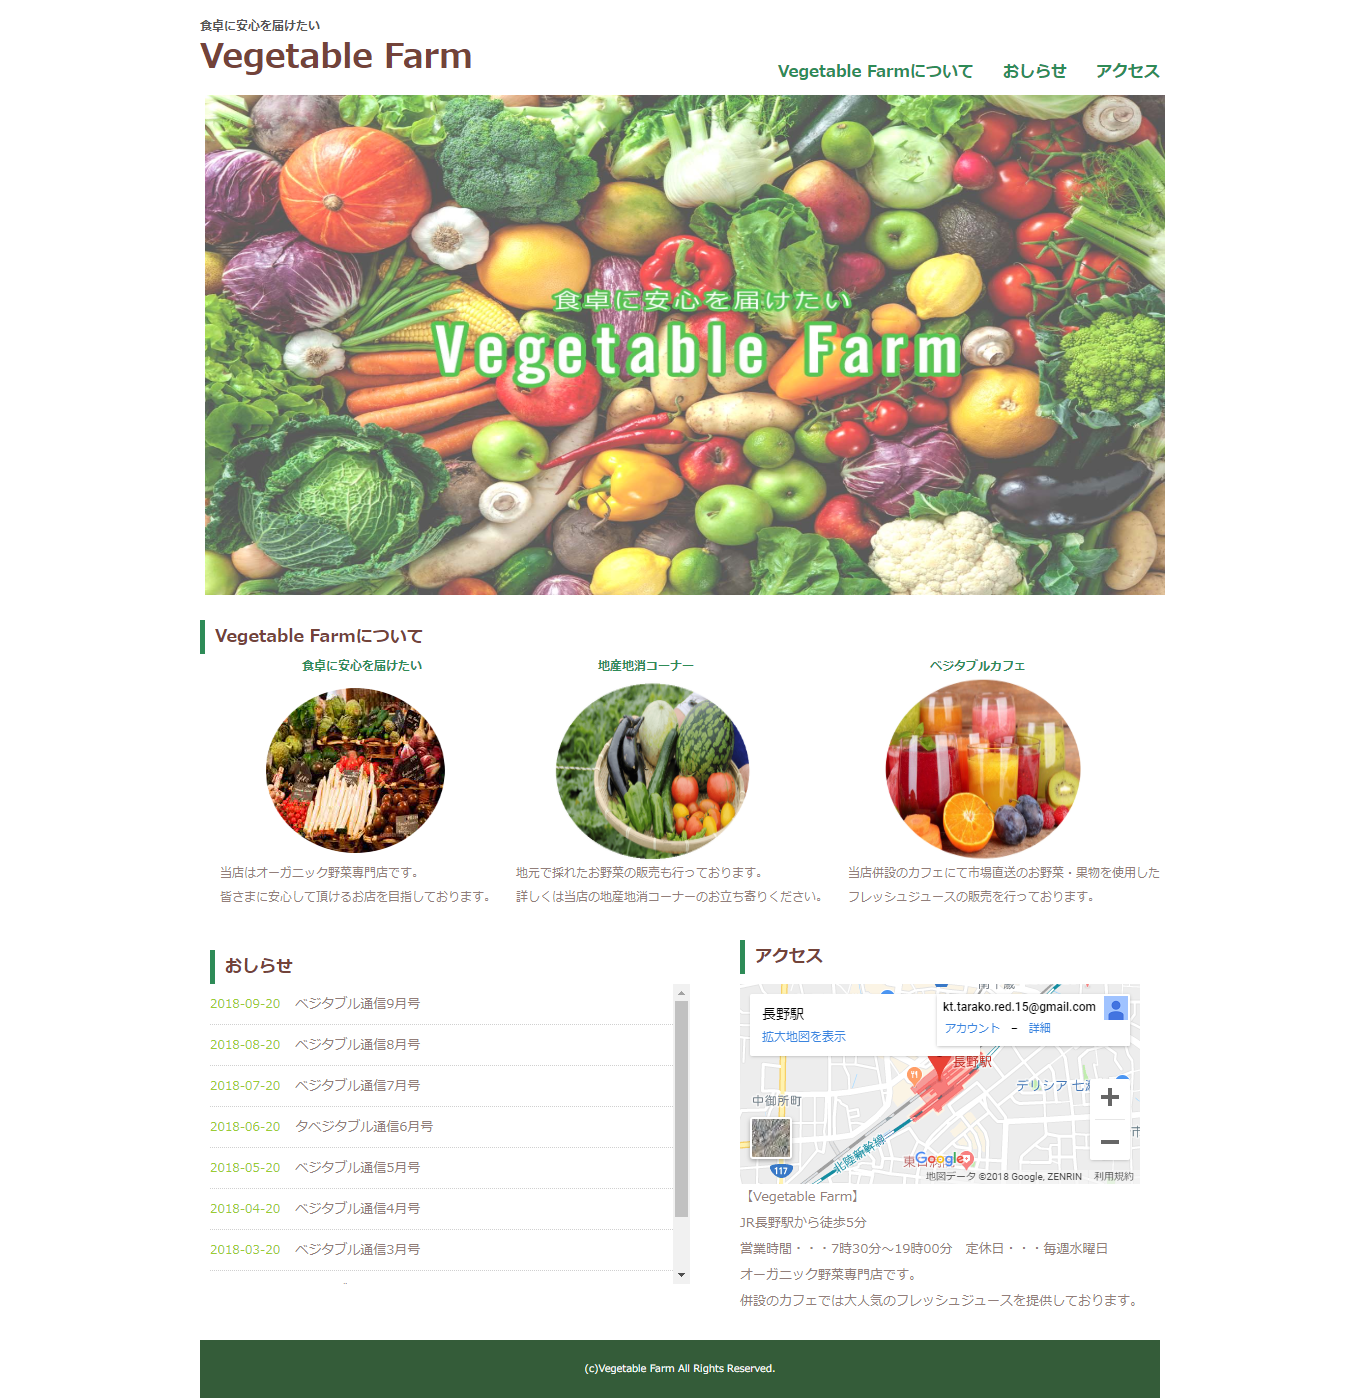 食卓に安心を届けたい
Vegetable Farm
Vegetable Farmについて おしらせ アクセス
食卓に安心を届けたい
Vegetable Farm
Vegetable Farmについて
食卓に安心を届けたい
地産地消コーナー
ベジタブルカフェ
当店はオーガニック野菜専門店です。
皆さまに安心して頂けるお店を目指しております。
地元で採れたお野菜の販売も行っております。
詳しくは当店の地産地消コーナーのお立ち寄りください。
当店併設のカフェにて市場直送のお野菜・果物を使用した
フレッシュジュースの販売を行っております。
おしらせ
2018-09-20 ベジタブル通信9月号
2018-08-20 ベジタブル通信8月号
2018-07-20 ベジタブル通信7月号
2018-06-20 タベジタブル通信6月号
2018-05-20 ベジタブル通信5月号
2018-04-20 ベジタブル通信4月号
2018-03-20 ベジタブル通信3月号
アクセス
長野駅
拡大地図を表示
kt.tarako.red.15@gmail.com
アカウント - 詳細
長野駅
デリシア 七瀬
中御所町
北陸新幹線
117
Google
地図データ ©2018 Google, ZENRIN 利用規約
【Vegetable Farm】
JR長野駅から徒歩5分
営業時間・・・7時30分～19時00分 定休日・・・毎週水曜日
オーガニック野菜専門店です。
併設のカフェでは大人気のフレッシュジュースを提供しております。
(c)Vegetable Farm All Rights Reserved.